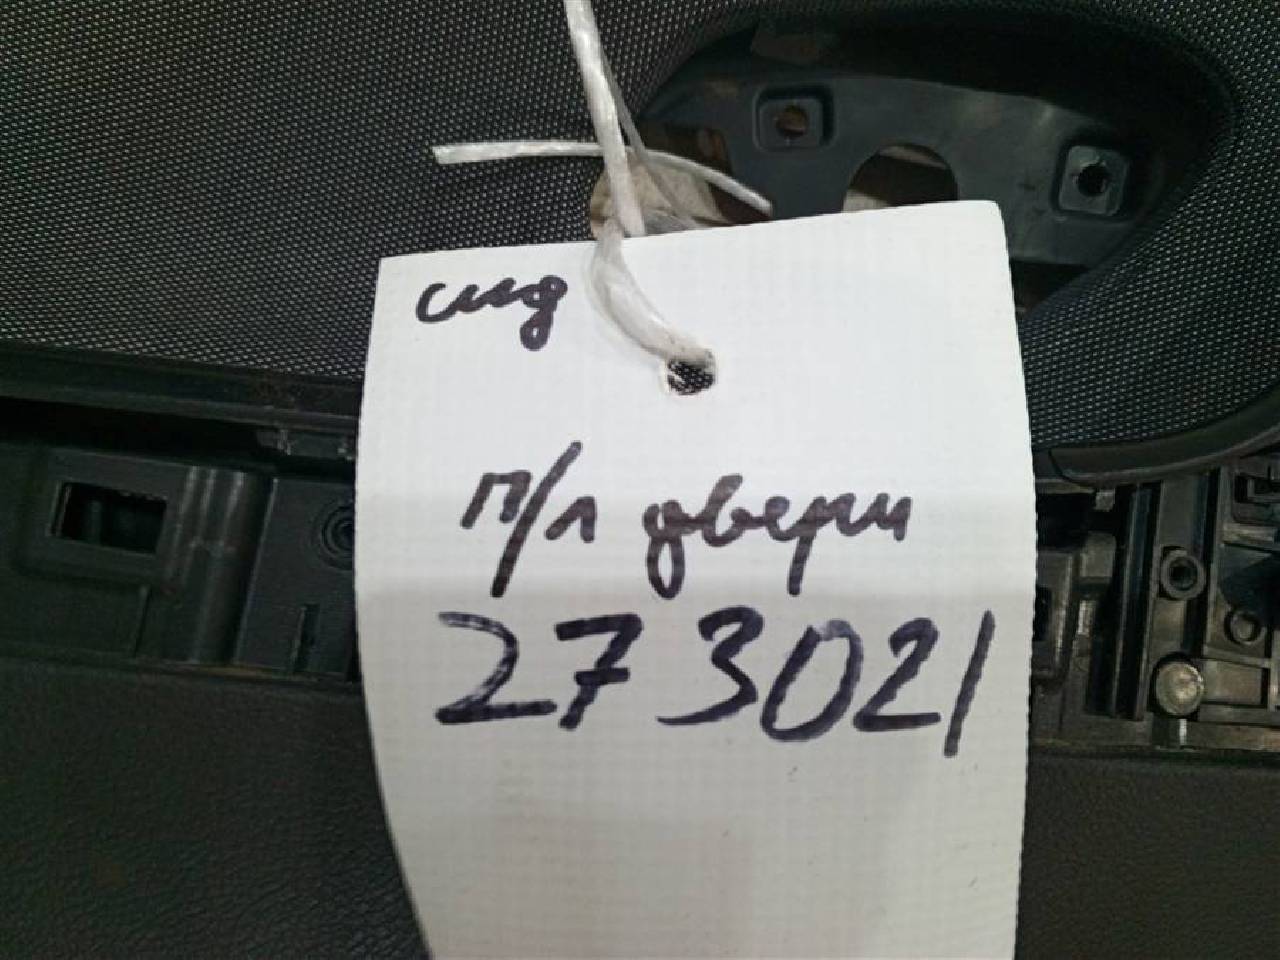 сид
п/л двери
273021